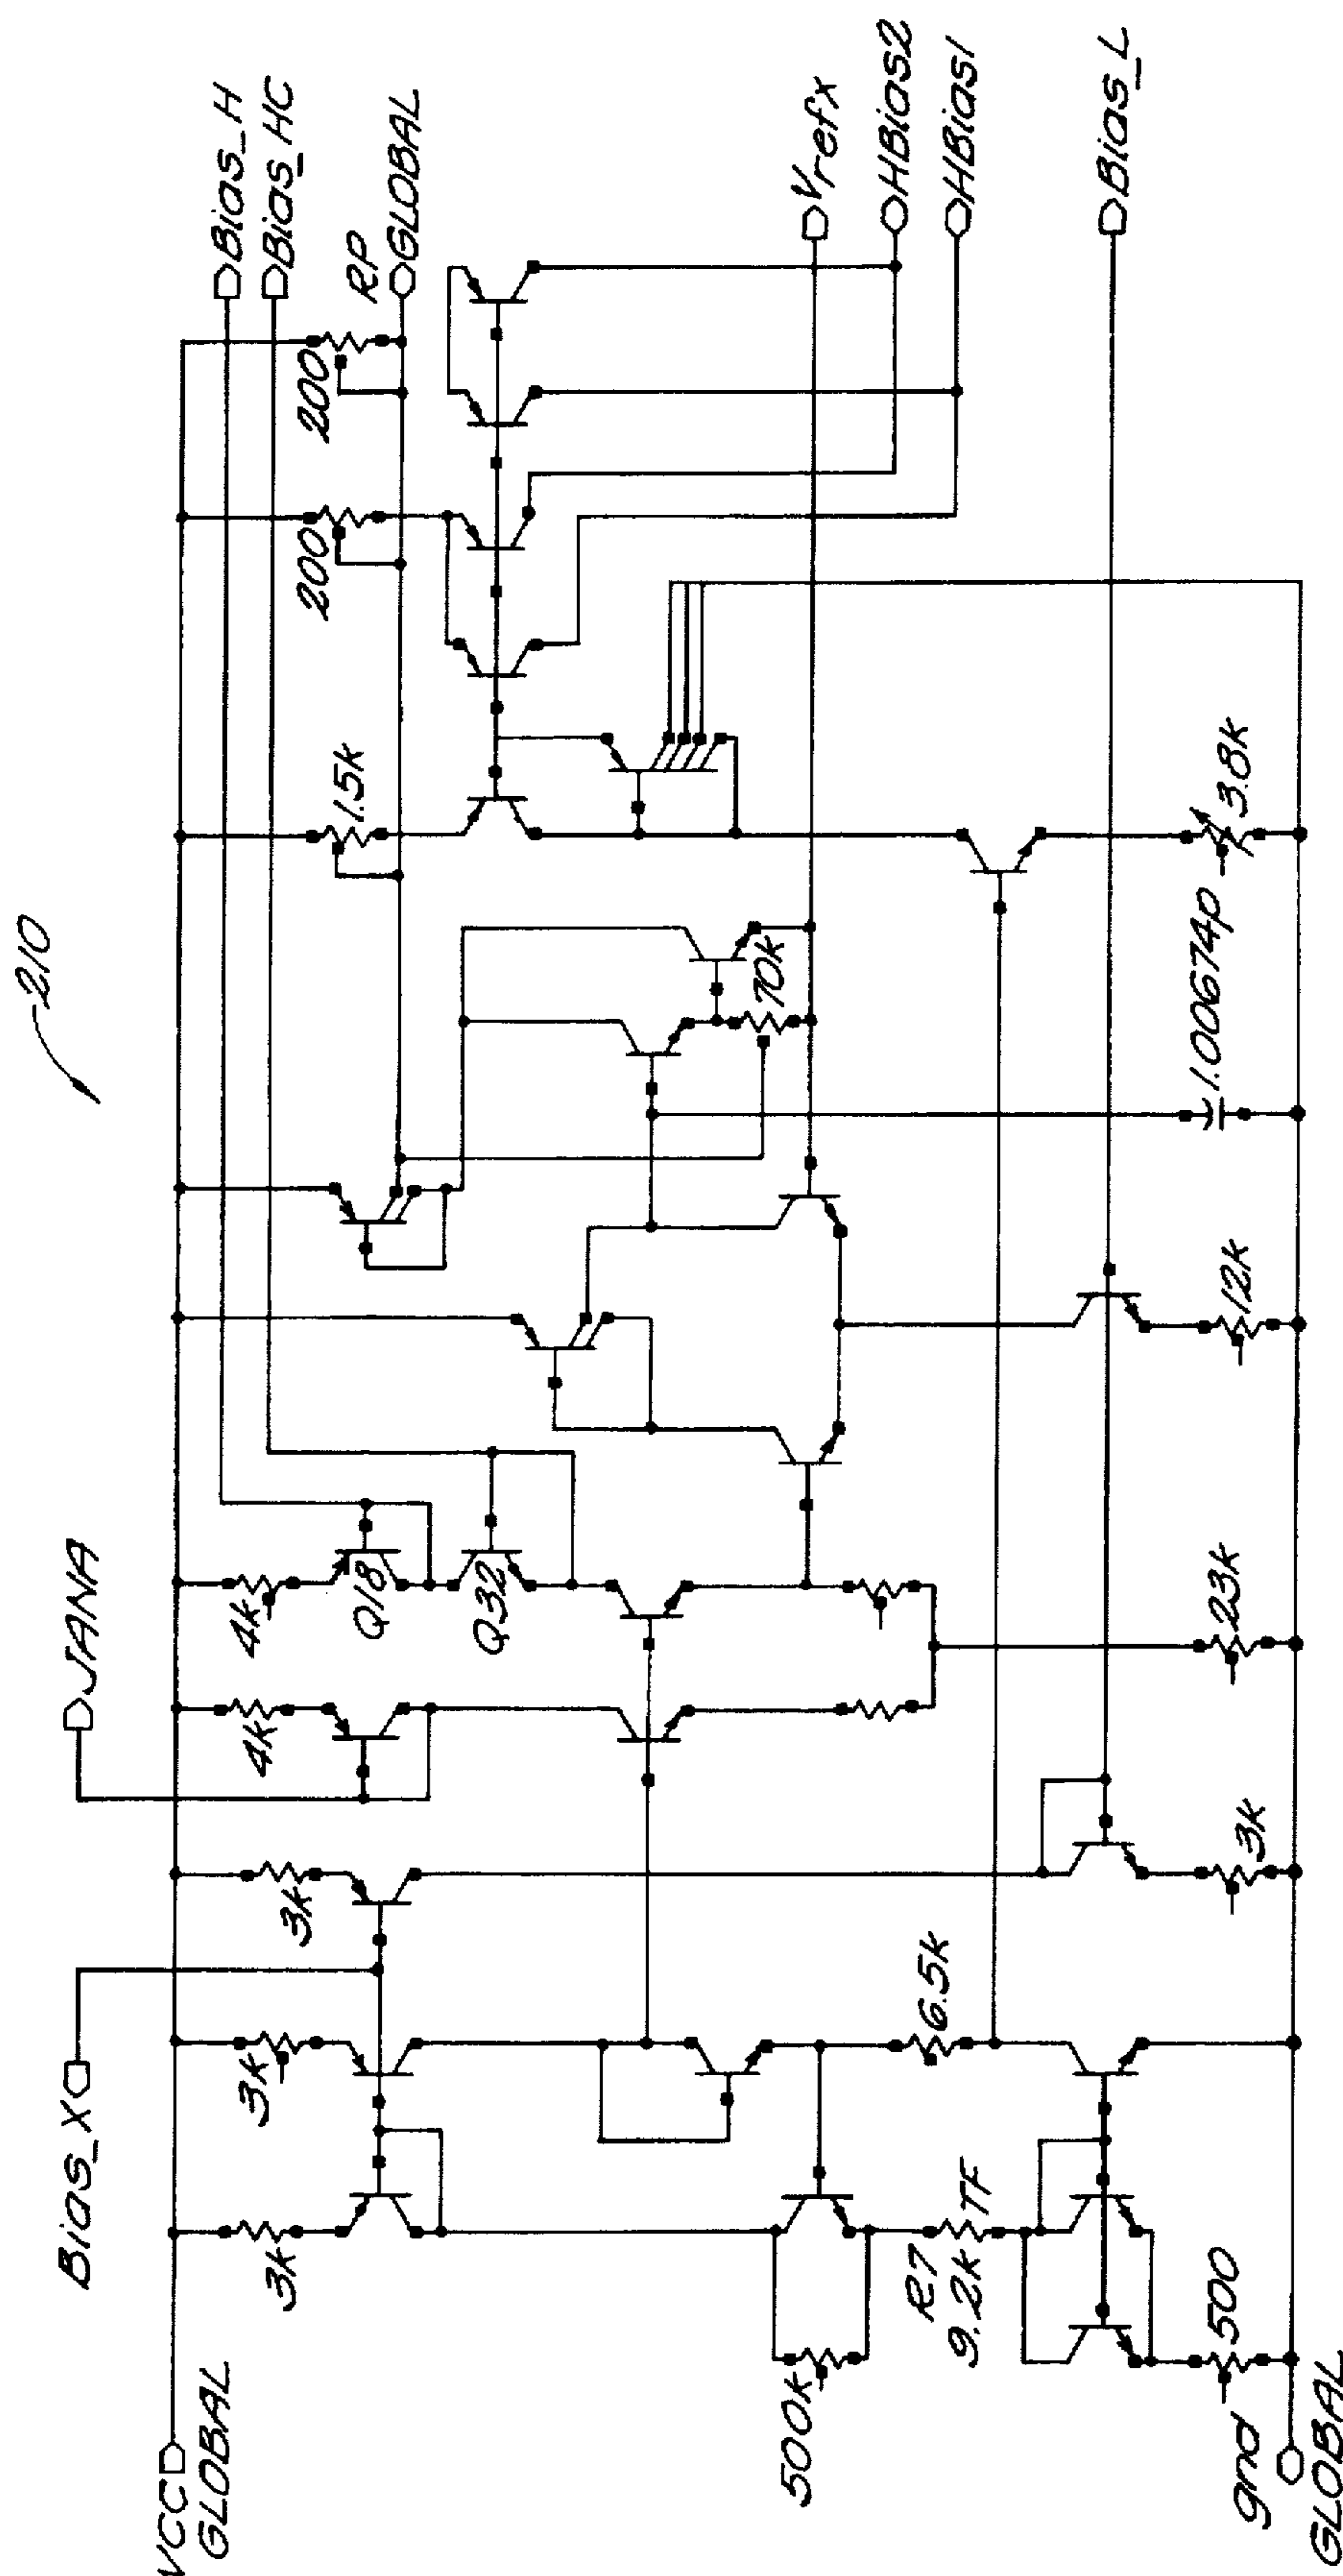 210
VCC
GLOBAL
Bias_X
JANA
Bias_H
Bias_HC
RP
GLOBAL
3k
3k
3k
4k
4k
Q18
Q32
1.5k
200
200
500k
R7
9.2k TF
6.5k
70k
Vrefx
HBias2
HBias1
Bias_L
500
3k
23k
12k
1.00674p
3.8k
gnd
GLOBAL